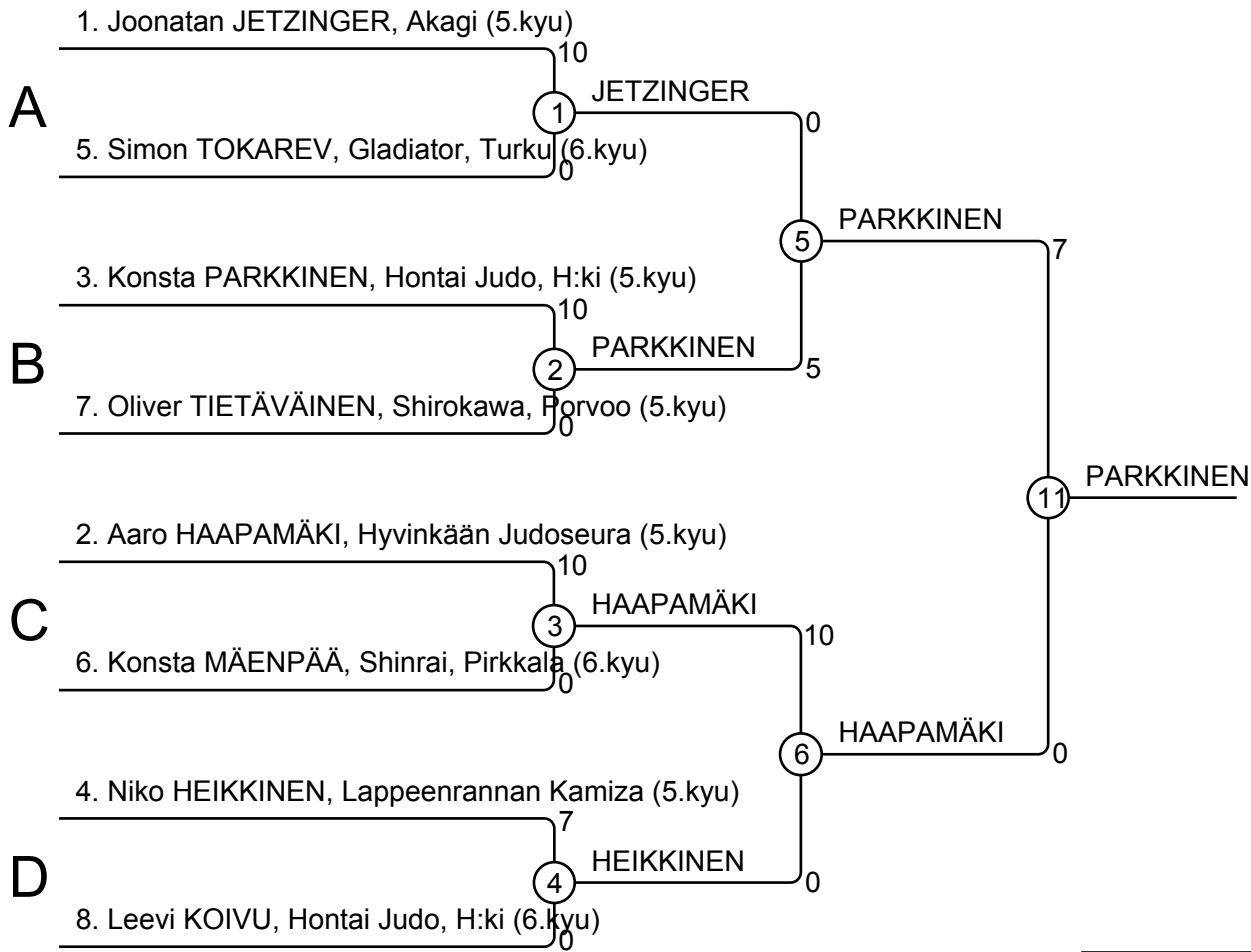 1. Joonatan JETZINGER, Akagi (5.kyu)
10
A
1
JETZINGER
0
5. Simon TOKAREV, Gladiator, Turku (6.kyu)
0
5
PARKKINEN
7
3. Konsta PARKKINEN, Hontai Judo, H:ki (5.kyu)
10
B
2
PARKKINEN
5
7. Oliver TIETÄVÄINEN, Shirokawa, Porvoo (5.kyu)
0
11
PARKKINEN
2. Aaro HAAPAMÄKI, Hyvinkään Judoseura (5.kyu)
10
C
3
HAAPAMÄKI
10
6. Konsta MÄENPÄÄ, Shinrai, Pirkkala (6.kyu)
0
6
HAAPAMÄKI
0
4. Niko HEIKKINEN, Lappeenrannan Kamiza (5.kyu)
7
D
4
HEIKKINEN
0
8. Leevi KOIVU, Hontai Judo, H:ki (6.kyu)
0